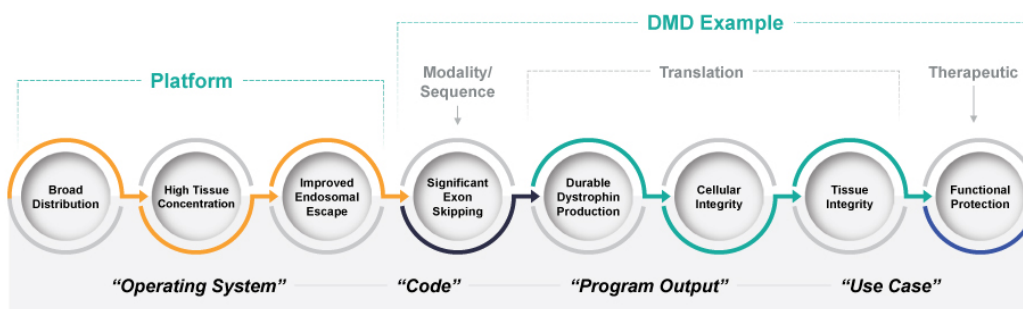 DMD Example
Platform
Modality/
Sequence
Translation
Therapeutic
Broad
Distribution
High Tissue
Concentration
Improved
Endosomal
Escape
Significant
Exon
Skipping
Durable
Dystrophin
Production
Cellular
Integrity
Tissue
Integrity
Functional
Protection
“Operating System”
“Code”
“Program Output”
“Use Case”